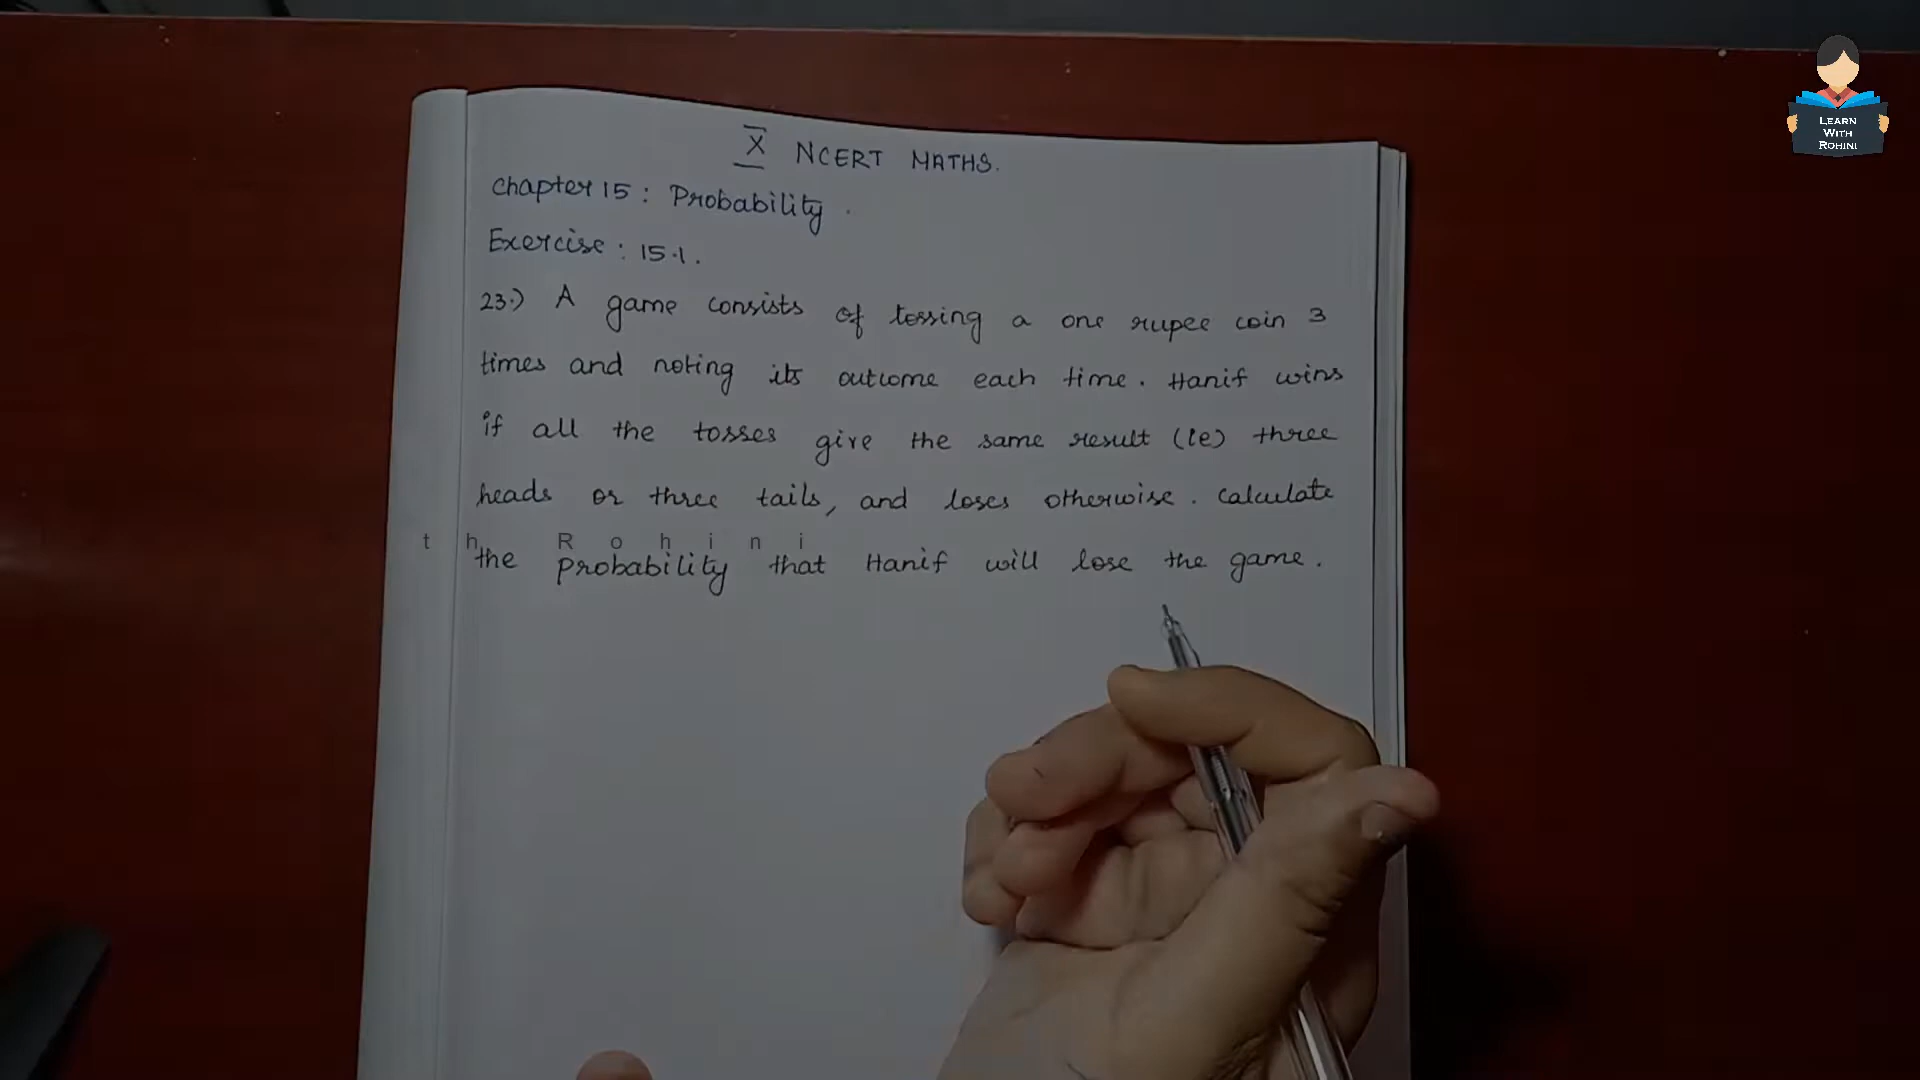 X NCERT MATHS.
Chapter 15 : Probability.
Exercise : 15.1.
23.) A game consists of tossing a one rupee coin 3
times and noting its outcome each time. Hanif wins
if all the tosses give the same result (ie) three
heads or three tails, and loses otherwise. Calculate
th Rohini
the probability that Hanif will lose the game.
LEARN
WITH
ROHINI